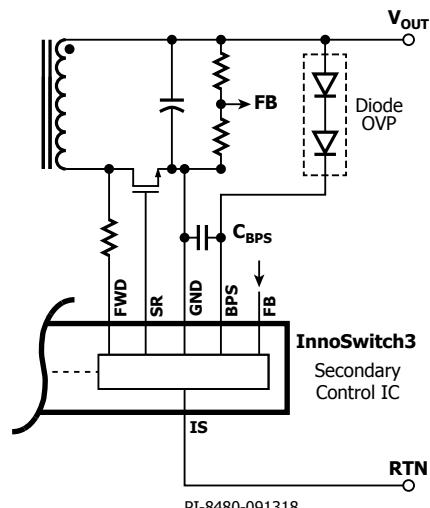 VOUT
FB
Diode
OVP
CBPS
FWD
SR
GND
BPS
FB
InnoSwitch3
Secondary
Control IC
IS
RTN
PI-8480-091318